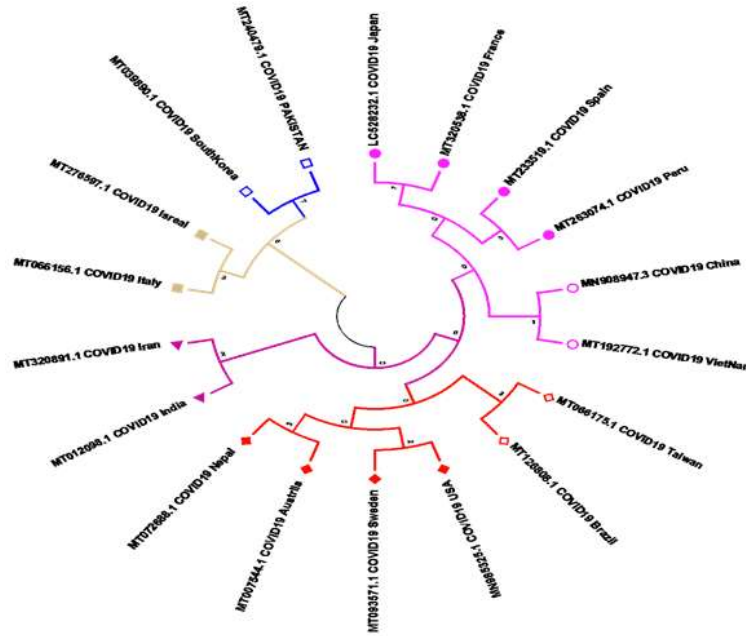 MT240479.1 COVID19 PAKISTAN
LC528232.1 COVID19 Japan
MT320538.1 COVID19 France
MT233519.1 COVID19 Spain
MT263074.1 COVID19 Peru
MN908947.3 COVID19 China
MT192772.1 COVID19 VietNam
MT066175.1 COVID19 Taiwan
MT126808.1 COVID19 Brazil
MN985325.1 COVID19 USA
MT093571.1 COVID19 Sweden
MT007544.1 COVID19 Austrlia
MT072688.1 COVID19 Nepal
MT012098.1 COVID19 India
MT320891.1 COVID19 Iran
MT066156.1 COVID19 Italy
MT276597.1 COVID19 Isreal
MT039890.1 COVID19 SouthKorea